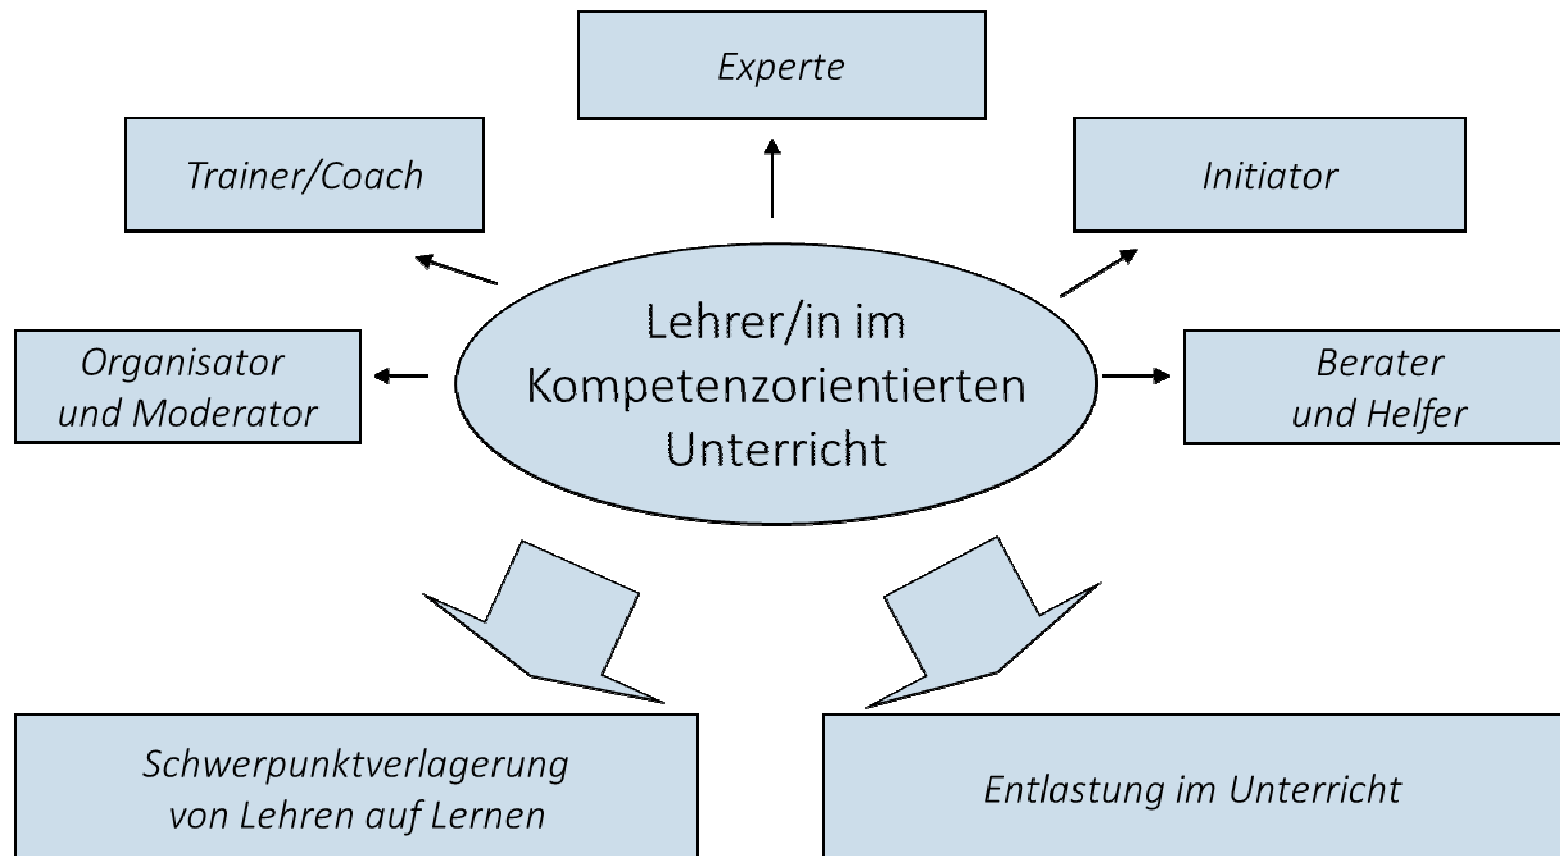 Experte
Trainer/Coach
Initiator
Lehrer/in im
Kompetenzorientierten
Unterricht
Organisator
und Moderator
Berater
und Helfer
Schwerpunktverlagerung
von Lehren auf Lernen
Entlastung im Unterricht